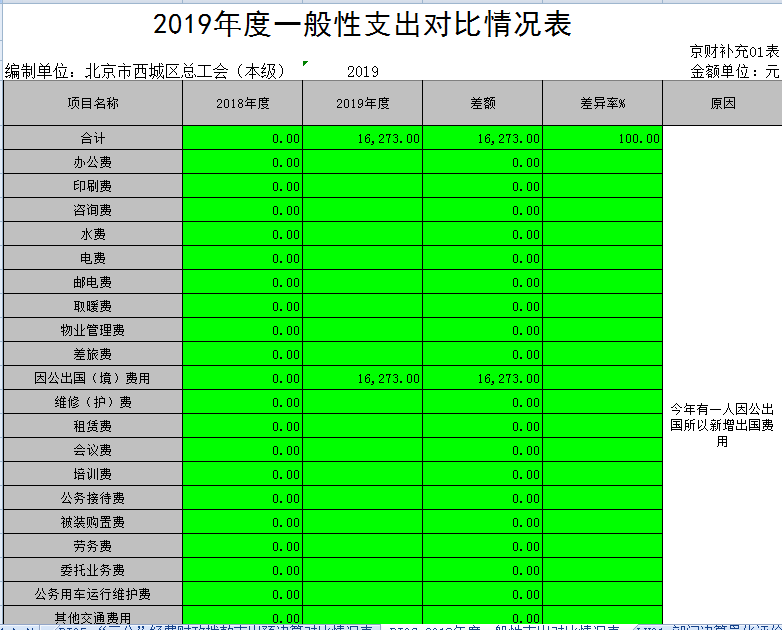 2019年度一般性支出对比情况表
京财补充01表
编制单位：北京市西城区总工会（本级） 2019 金额单位：元
项目名称 2018年度 2019年度 差额 差异率% 原因
合计 0.00 16,273.00 16,273.00 100.00
办公费 0.00 0.00
印刷费 0.00 0.00
咨询费 0.00 0.00
水费 0.00 0.00
电费 0.00 0.00
邮电费 0.00 0.00
取暖费 0.00 0.00
物业管理费 0.00 0.00
差旅费 0.00 0.00
因公出国（境）费用 0.00 16,273.00 16,273.00
维修（护）费 0.00 0.00
租赁费 0.00 0.00
会议费 0.00 0.00
培训费 0.00 0.00
公务接待费 0.00 0.00
被装购置费 0.00 0.00
劳务费 0.00 0.00
委托业务费 0.00 0.00
公务用车运行维护费 0.00 0.00
其他交通费用 0.00 0.00
今年有一人因公出
国所以新增出国费
用